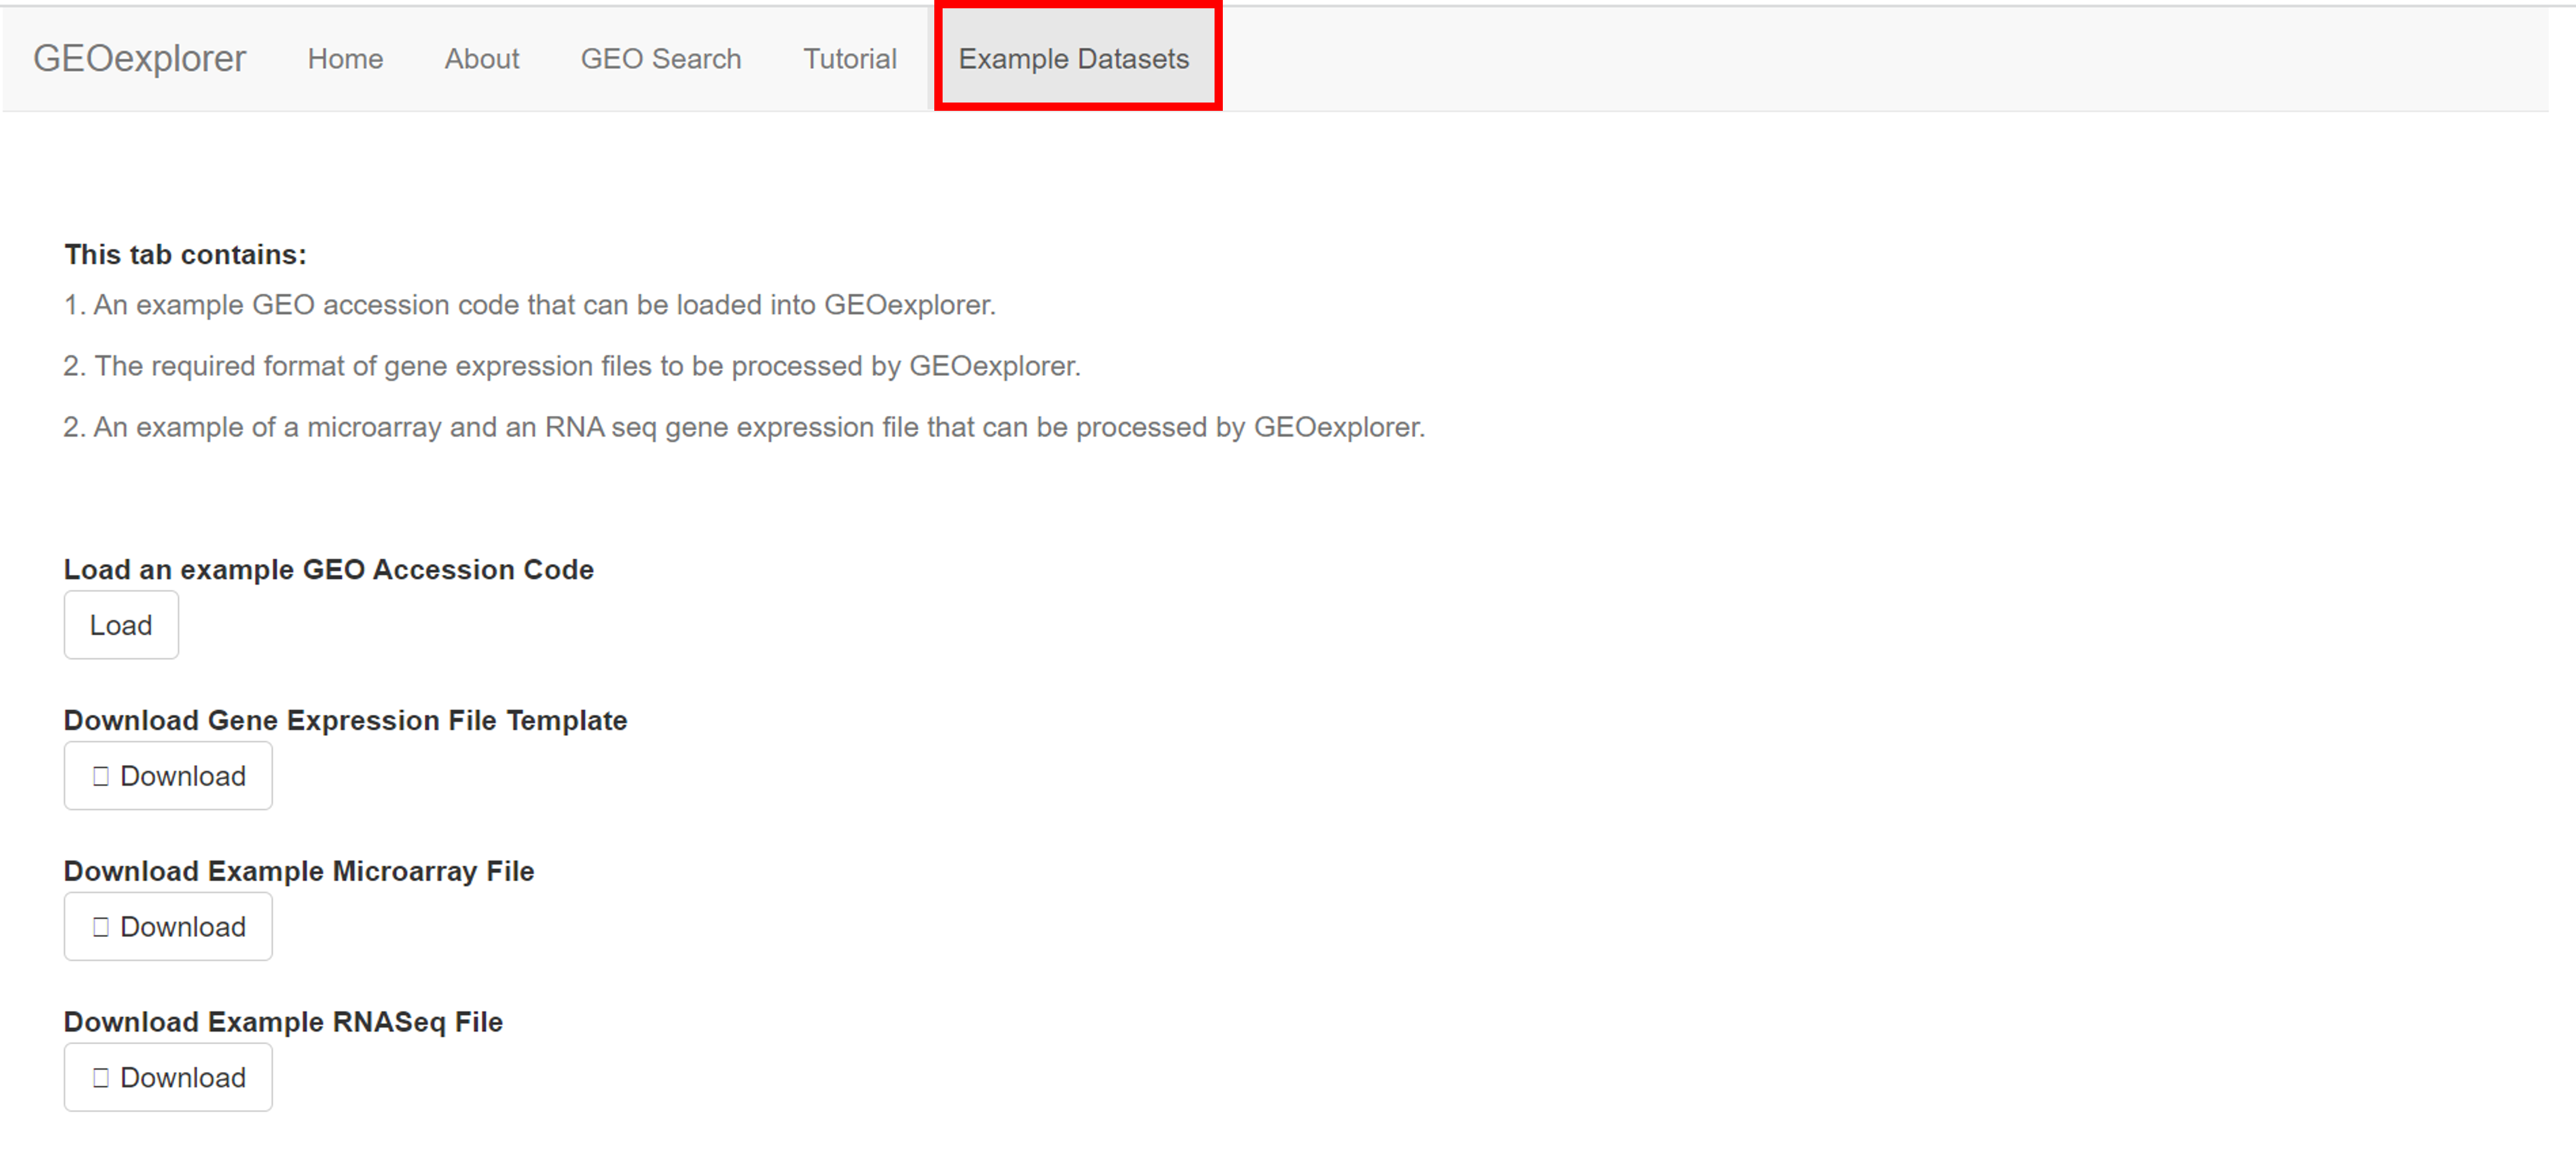 GEOexplorer Home About GEO Search Tutorial Example Datasets
This tab contains:
1. An example GEO accession code that can be loaded into GEOexplorer.
2. The required format of gene expression files to be processed by GEOexplorer.
2. An example of a microarray and an RNA seq gene expression file that can be processed by GEOexplorer.
Load an example GEO Accession Code
Load
Download Gene Expression File Template
Download
Download Example Microarray File
Download
Download Example RNASeq File
Download